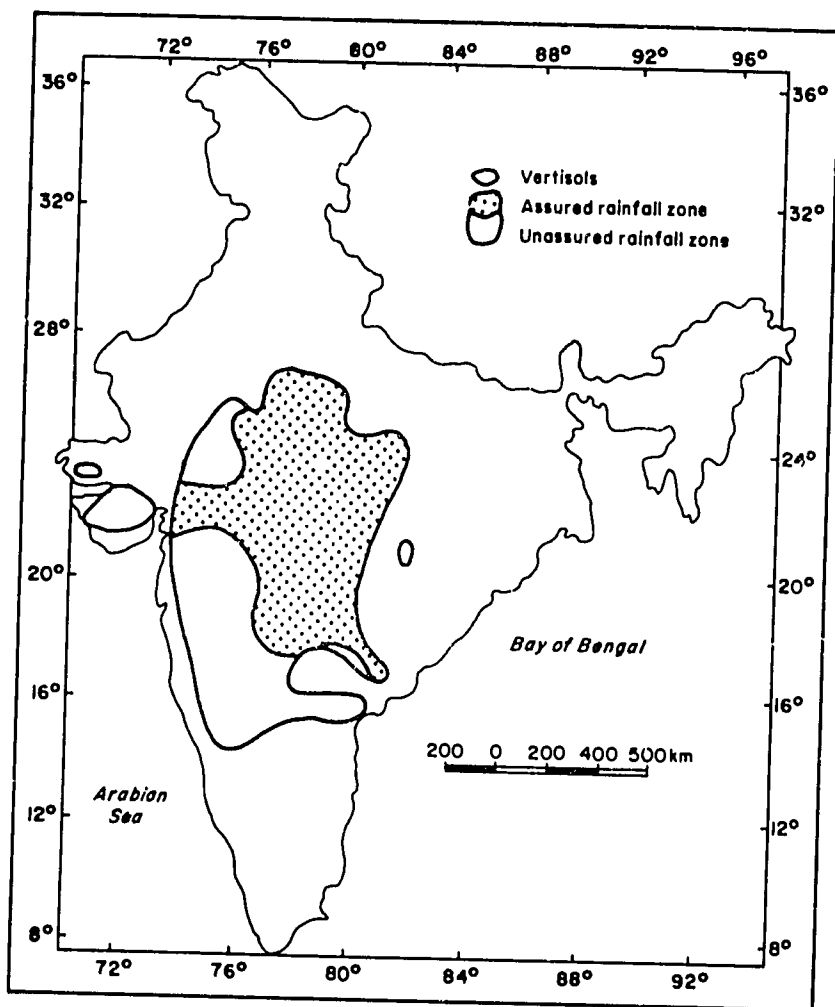 72° 76° 80° 84° 88° 92° 96°
36° 36°
Vertisols
Assured rainfall zone
32° 32°
Unassured rainfall zone
28°
24°
20° 20°
Bay of Bengal
16° 16°
200 0 200 400 500 km
Arabian
Sea
12° 12°
8° 8°
72° 76° 80° 84° 88° 92°